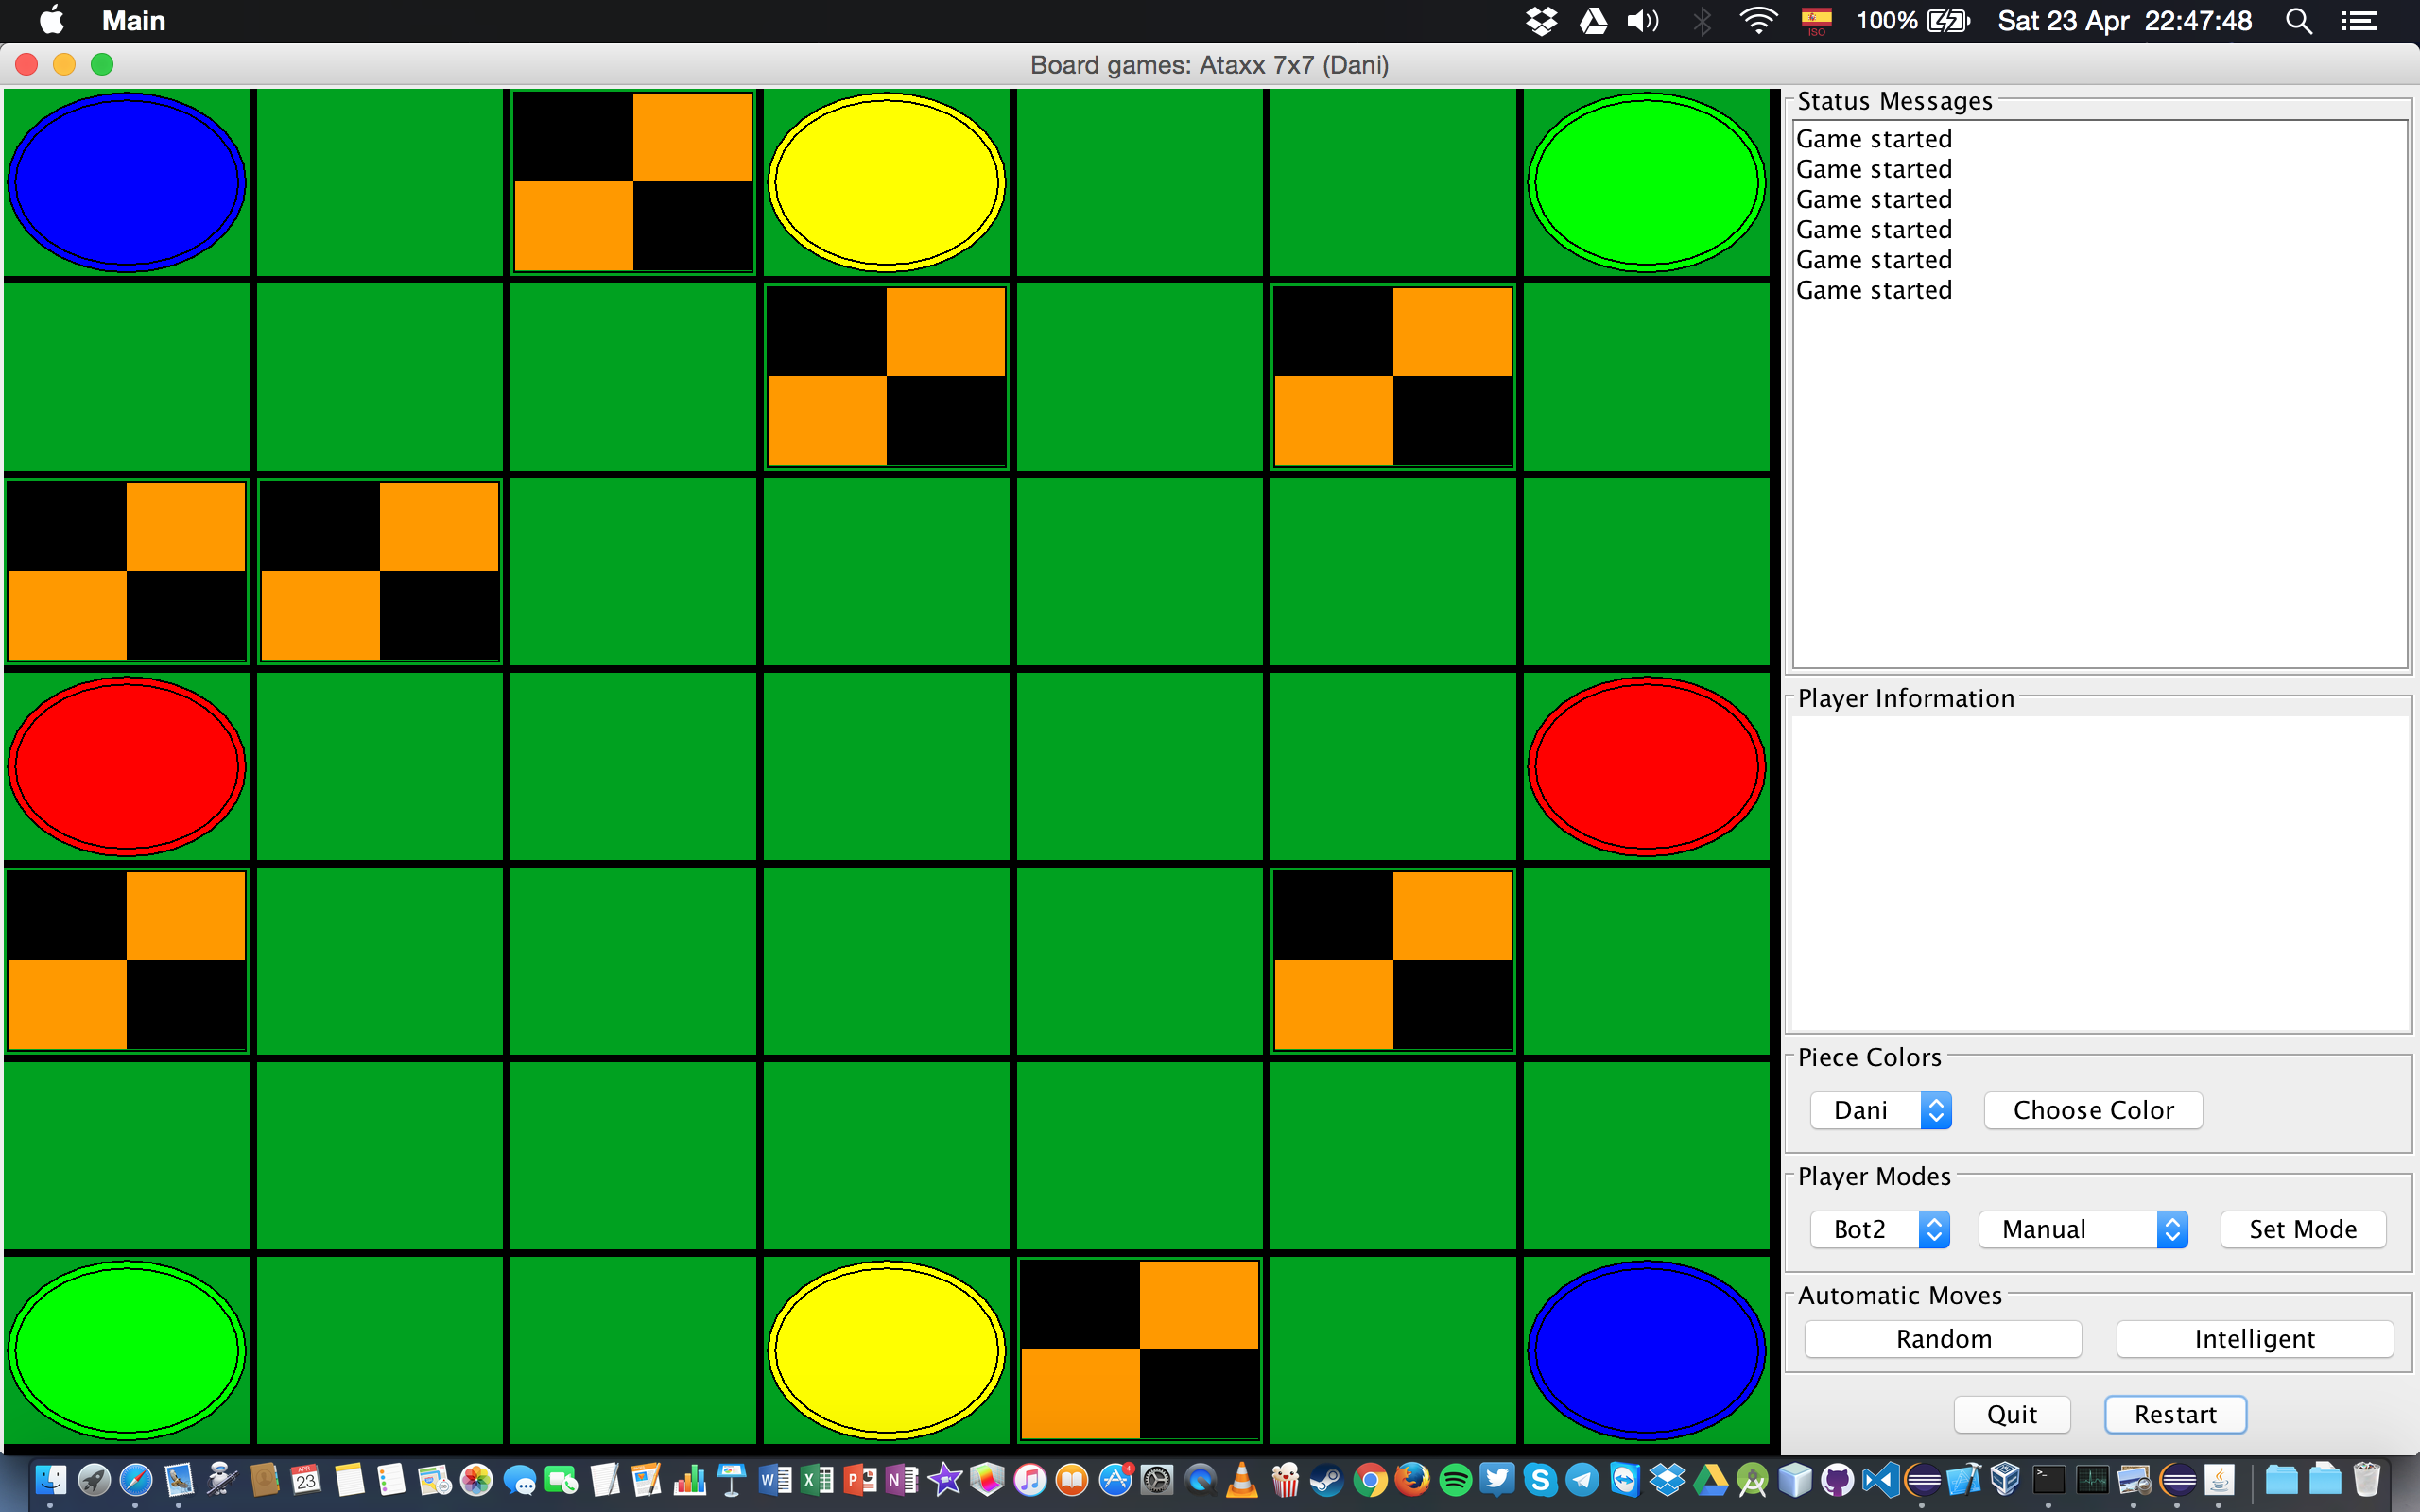 Main
ISO
100%
Sat 23 Apr 22:47:48
Board games: Ataxx 7x7 (Dani)
Status Messages
Game started
Game started
Game started
Game started
Game started
Game started
Player Information
Piece Colors
Dani
Choose Color
Player Modes
Bot2
Manual
Set Mode
Automatic Moves
Random
Intelligent
Quit
Restart
23